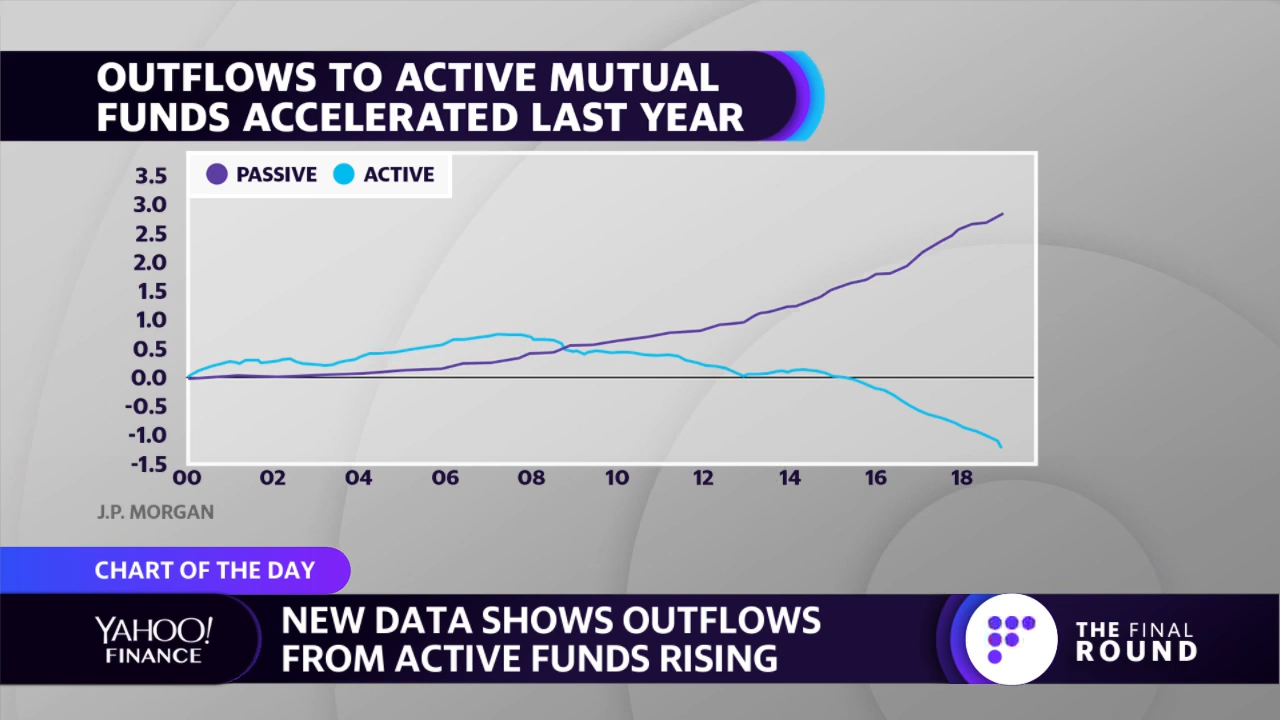 OUTFLOWS TO ACTIVE MUTUAL
FUNDS ACCELERATED LAST YEAR
PASSIVE ACTIVE
3.5
3.0
2.5
2.0
1.5
1.0
0.5
0.0
-0.5
-1.0
-1.5
00 02 04 06 08 10 12 14 16 18
J.P. MORGAN
CHART OF THE DAY
YAHOO!
FINANCE
NEW DATA SHOWS OUTFLOWS
FROM ACTIVE FUNDS RISING
THE FINAL
ROUND